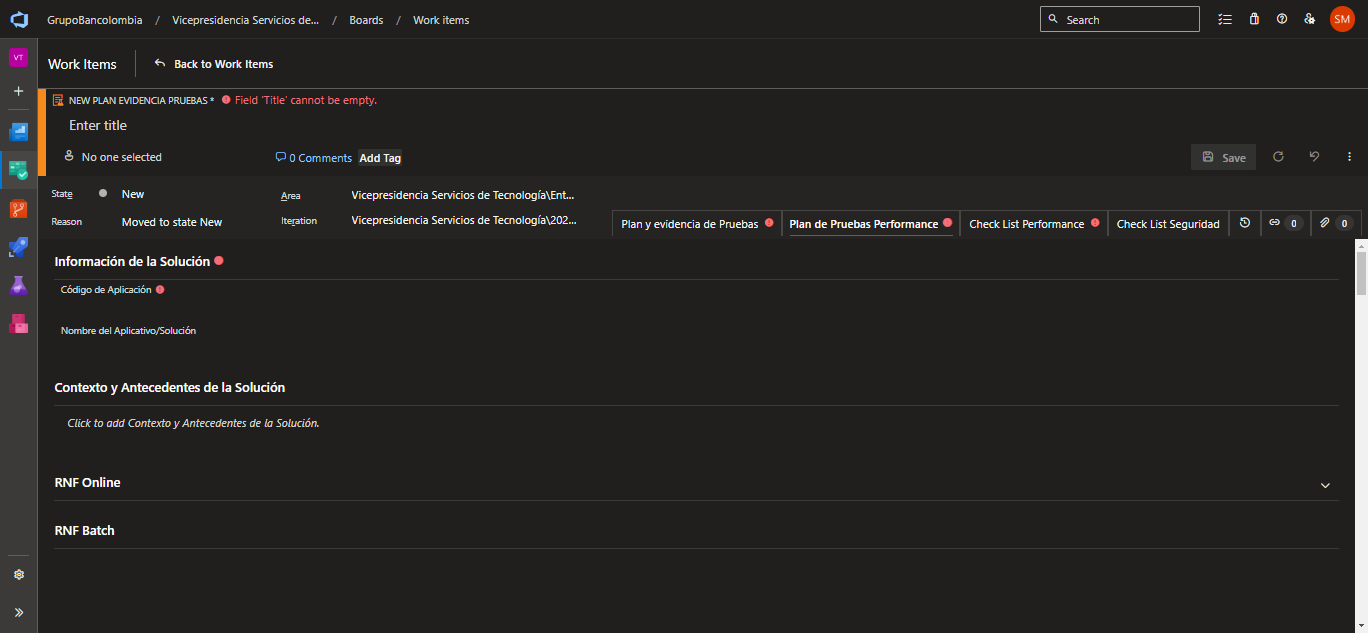 GrupoBancolombia / Vicepresidencia Servicios de... / Boards / Work items
Search
SM
VT
Work Items
Back to Work Items
NEW PLAN EVIDENCIA PRUEBAS * Field 'Title' cannot be empty.
Enter title
No one selected
0 Comments
Add Tag
Save
State New
Area Vicepresidencia Servicios de Tecnología\Ent...
Reason Moved to state New
Iteration Vicepresidencia Servicios de Tecnología\202...
Plan y evidencia de Pruebas
Plan de Pruebas Performance
Check List Performance
Check List Seguridad
0
0
Información de la Solución
Código de Aplicación
Nombre del Aplicativo/Solución
Contexto y Antecedentes de la Solución
Click to add Contexto y Antecedentes de la Solución.
RNF Online
RNF Batch